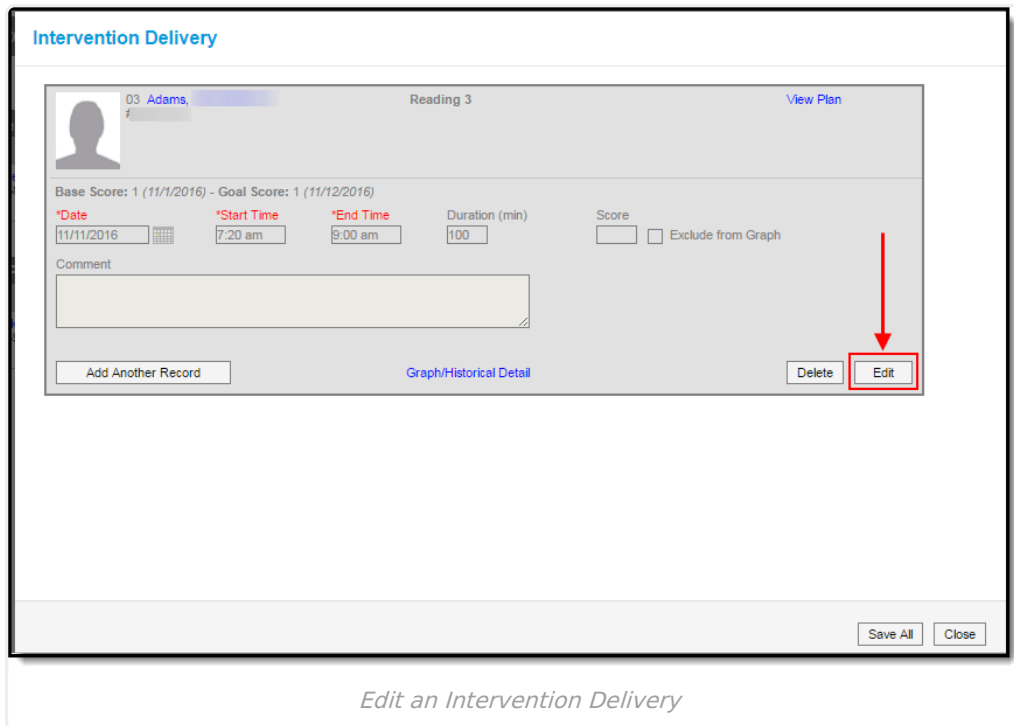 Intervention Delivery
03 Adams, Reading 3 View Plan
#
Base Score: 1 (11/1/2016) - Goal Score: 1 (11/12/2016)
*Date *Start Time *End Time Duration (min) Score
11/11/2016 7:20 am 9:00 am 100 Exclude from Graph
Comment
Add Another Record Graph/Historical Detail Delete Edit
Save All Close
Edit an Intervention Delivery